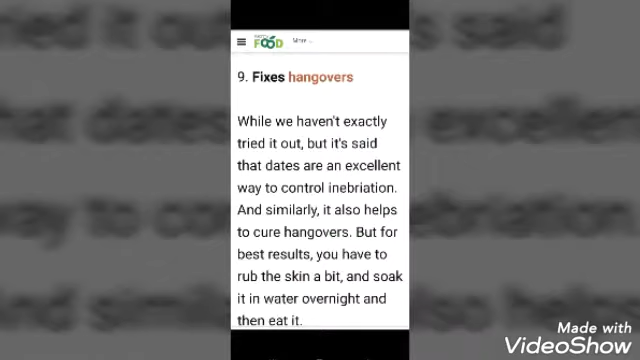 FOOD
More ...
9. Fixes hangovers
While we haven't exactly
tried it out, but it's said
that dates are an excellent
way to control inebriation.
And similarly, it also helps
to cure hangovers. But for
best results, you have to
rub the skin a bit, and soak
it in water overnight and
then eat it.
Made with
VideoShow